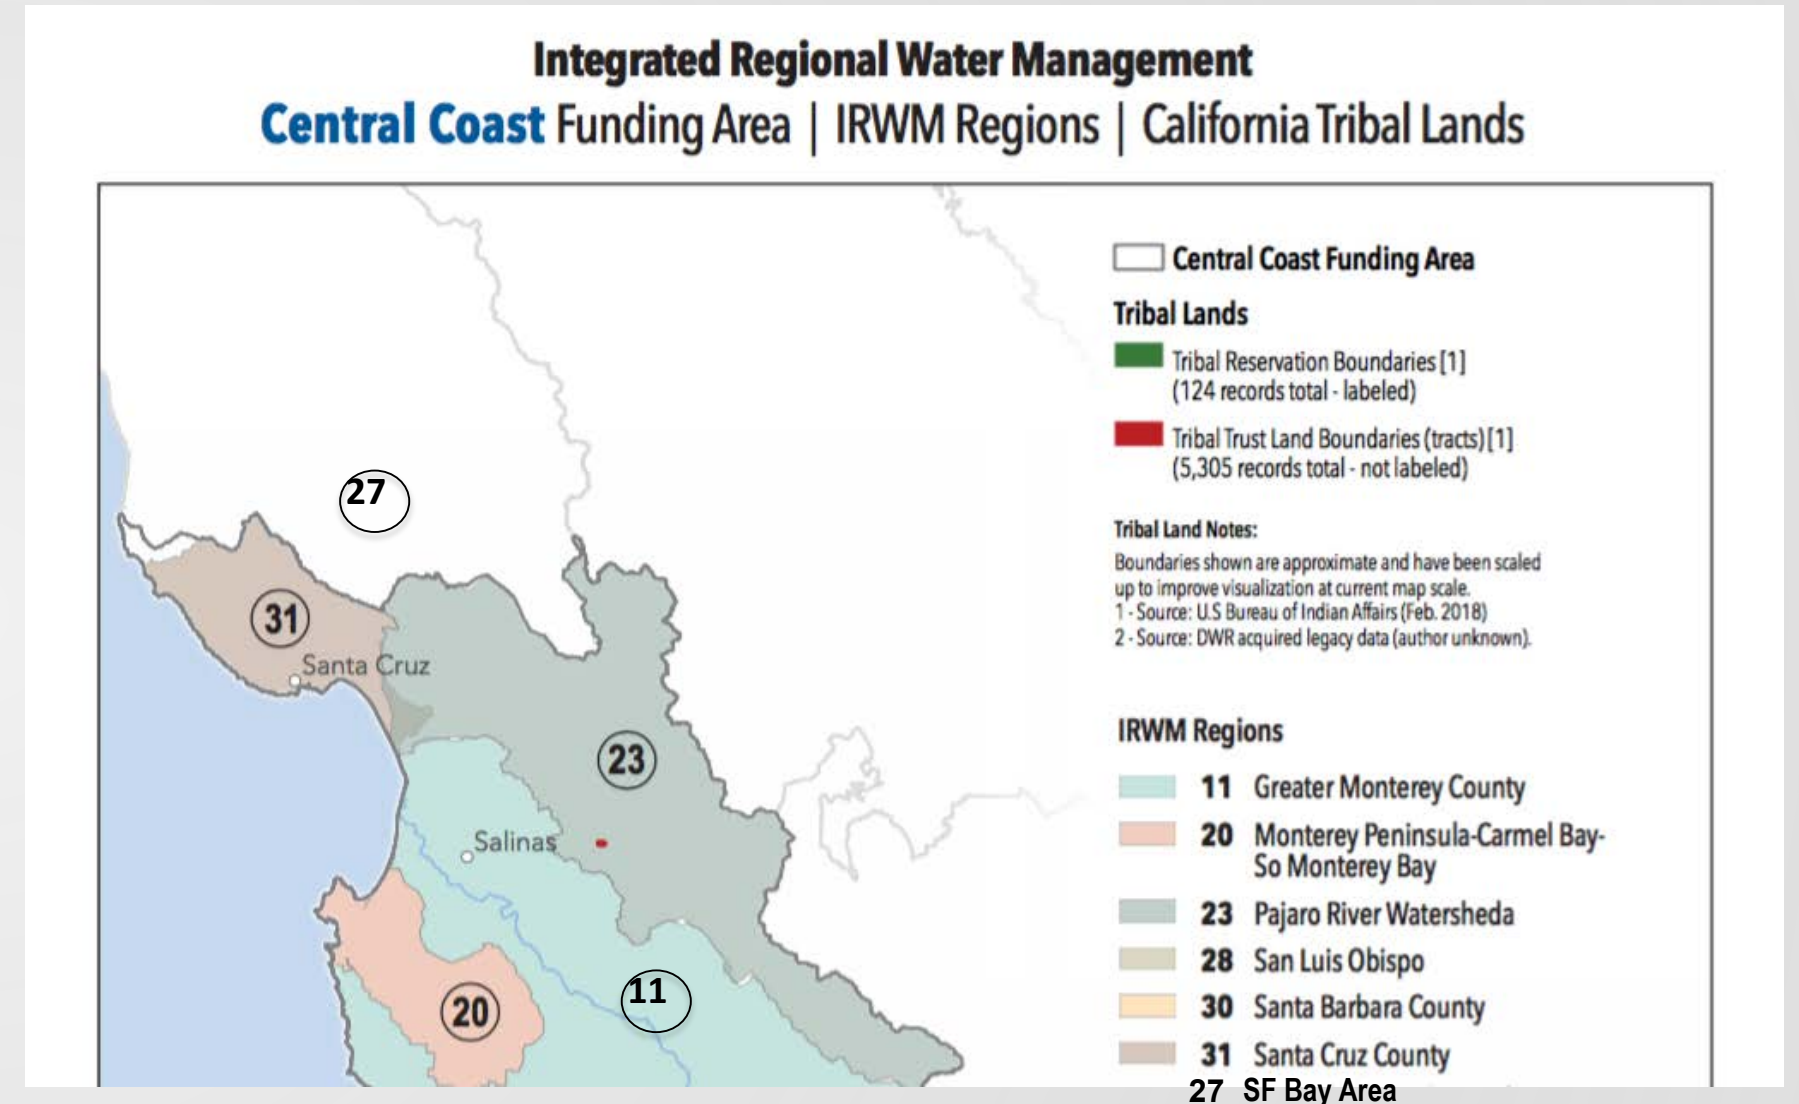 Integrated Regional Water Management
Central Coast Funding Area | IRWM Regions | California Tribal Lands
Central Coast Funding Area
Tribal Lands
Tribal Reservation Boundaries [1]
(124 records total - labeled)
Tribal Trust Land Boundaries (tracts) [1]
(5,305 records total - not labeled)
Tribal Land Notes:
Boundaries shown are approximate and have been scaled
up to improve visualization at current map scale.
1 - Source: U.S Bureau of Indian Affairs (Feb. 2018)
2 - Source: DWR acquired legacy data (author unknown).
27
31
Santa Cruz
23
Salinas
11
20
IRWM Regions
11 Greater Monterey County
20 Monterey Peninsula-Carmel Bay-
So Monterey Bay
23 Pajaro River Watersheda
28 San Luis Obispo
30 Santa Barbara County
31 Santa Cruz County
27 SF Bay Area